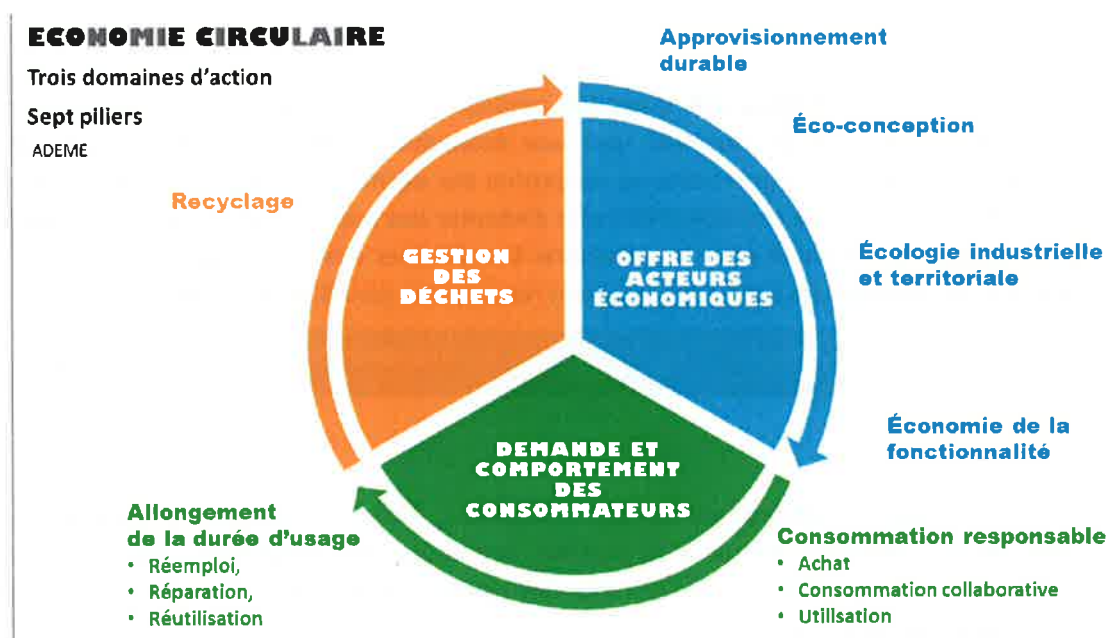 ECONOMIE CIRCULAIRE
Trois domaines d'action
Sept piliers
ADEME
Approvisionnement
durable
Éco-conception
Écologie industrielle
et territoriale
Économie de la
fonctionnalité
Recyclage
GESTION
DES
DÉCHETS
OFFRE DES
ACTEURS
ÉCONOMIQUES
DEMANDE ET
COMPORTEMENT
DES
CONSOMMATEURS
Allongement
de la durée d'usage
• Réemploi,
• Réparation,
• Réutilisation
Consommation responsable
• Achat
• Consommation collaborative
• Utilisation